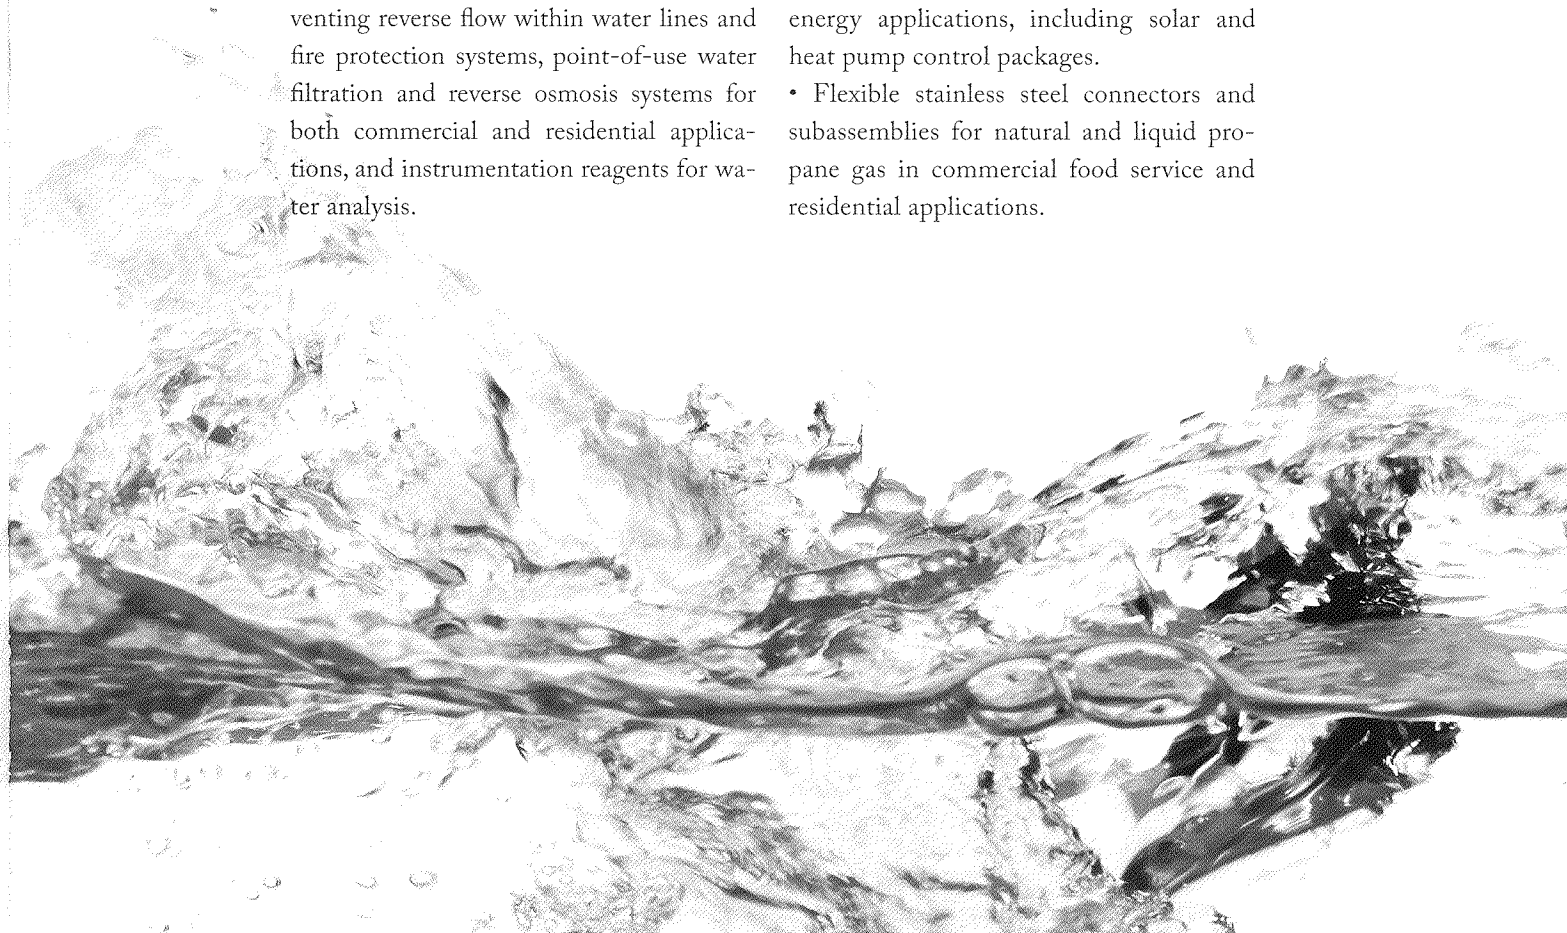 venting reverse flow within water lines and
fire protection systems, point-of-use water
filtration and reverse osmosis systems for
both commercial and residential applica-
tions, and instrumentation reagents for wa-
ter analysis.
energy applications, including solar and
heat pump control packages.
• Flexible stainless steel connectors and
subassemblies for natural and liquid pro-
pane gas in commercial food service and
residential applications.